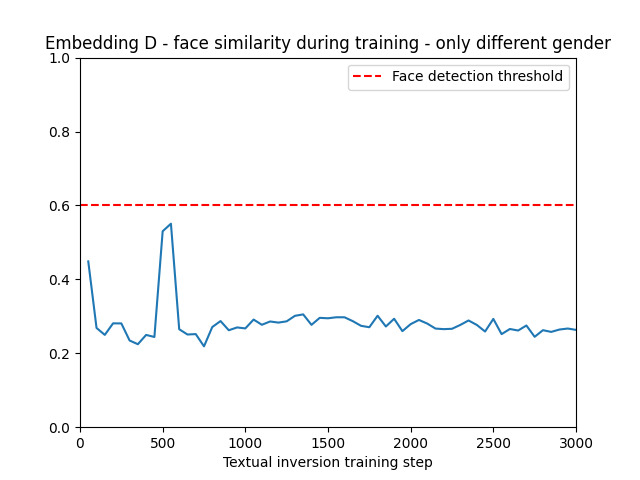 Embedding D - face similarity during training - only different gender
1.0
Face detection threshold
0.8
0.6
0.4
0.2
0.0
0 500 1000 1500 2000 2500 3000
Textual inversion training step